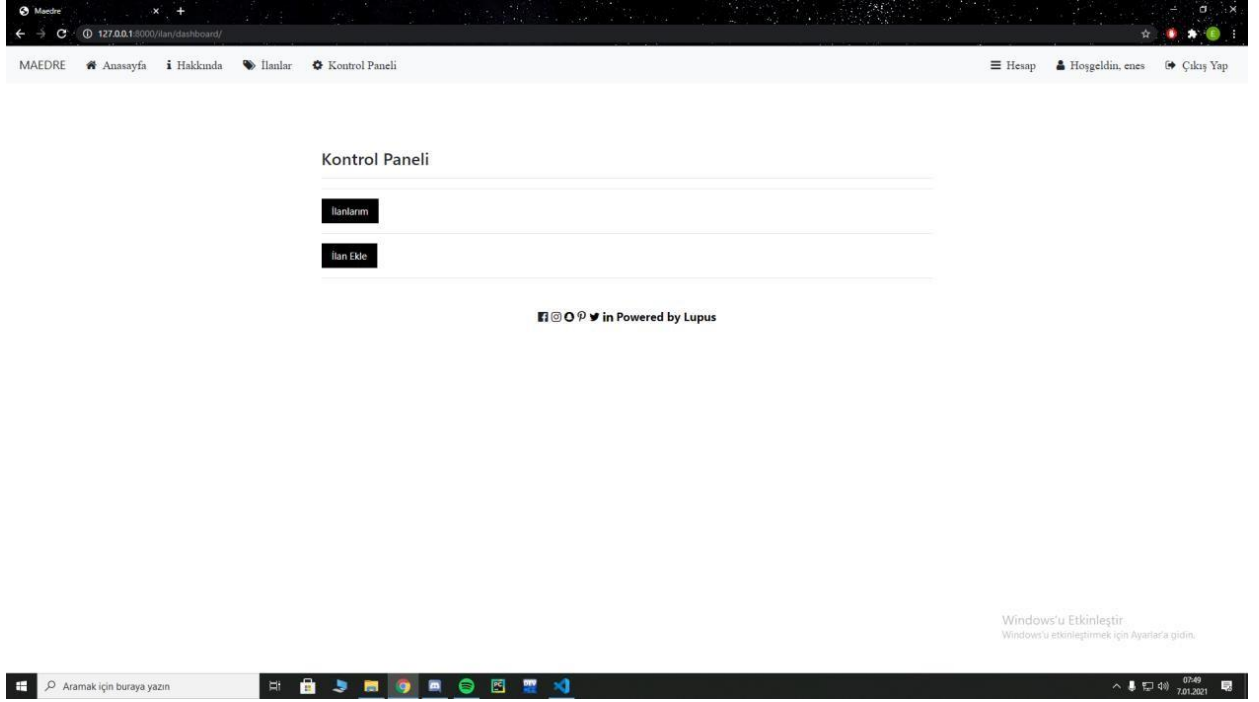 Maedre
127.0.0.1:8000/ilan/dashboard/
MAEDRE Anasayfa Hakkında İlanlar Kontrol Paneli Hesap Hoşgeldin, enes Çıkış Yap
Kontrol Paneli
İlanlarım
İlan Ekle
Powered by Lupus
Windows'u Etkinleştir
Windows'u etkinleştirmek için Ayarlar'a gidin.
Aramak için buraya yazın
07:49
7.01.2021